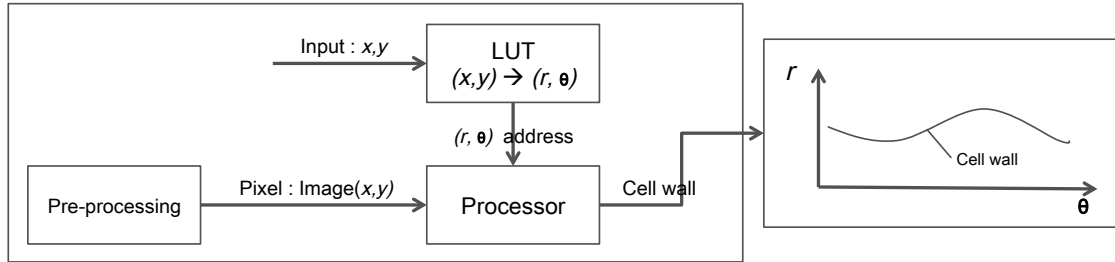 Input : x,y
LUT
(x,y) → (r, θ)
(r, θ) address
Pre-processing
Pixel : Image(x,y)
Processor
Cell wall
r
Cell wall
θ